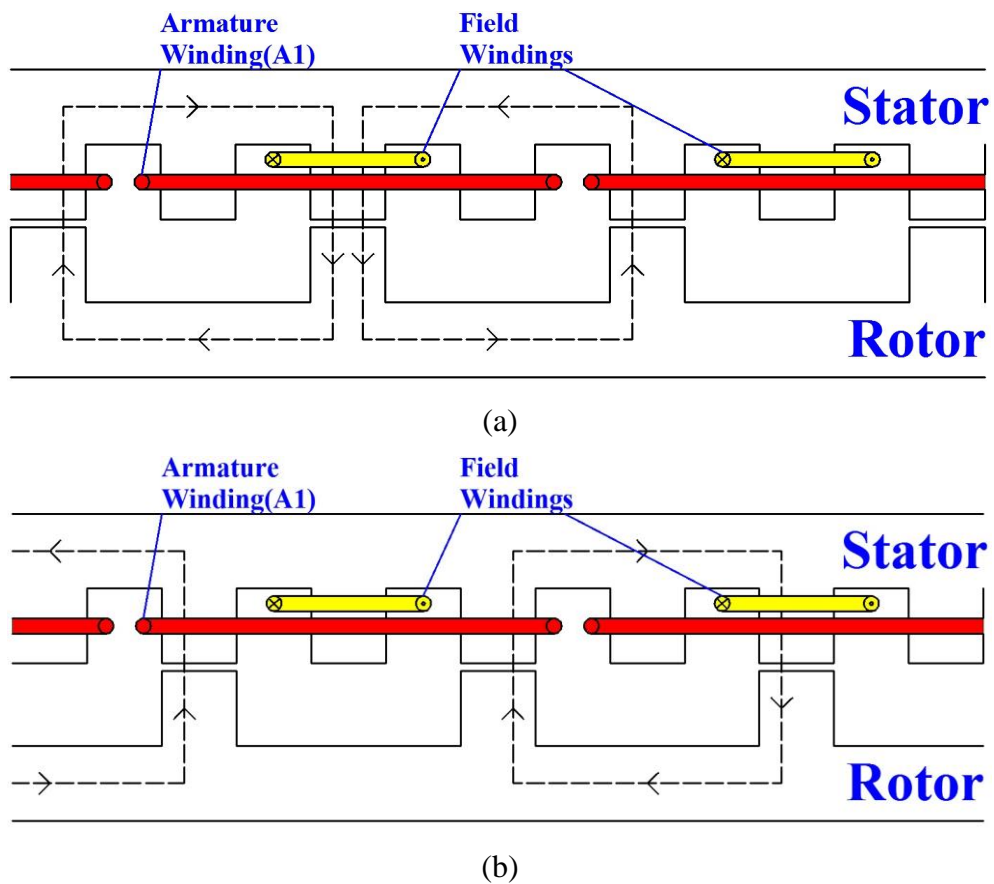 Armature
Winding(A1)
Field
Windings
Stator
Rotor
(a)
Armature
Winding(A1)
Field
Windings
Stator
Rotor
(b)